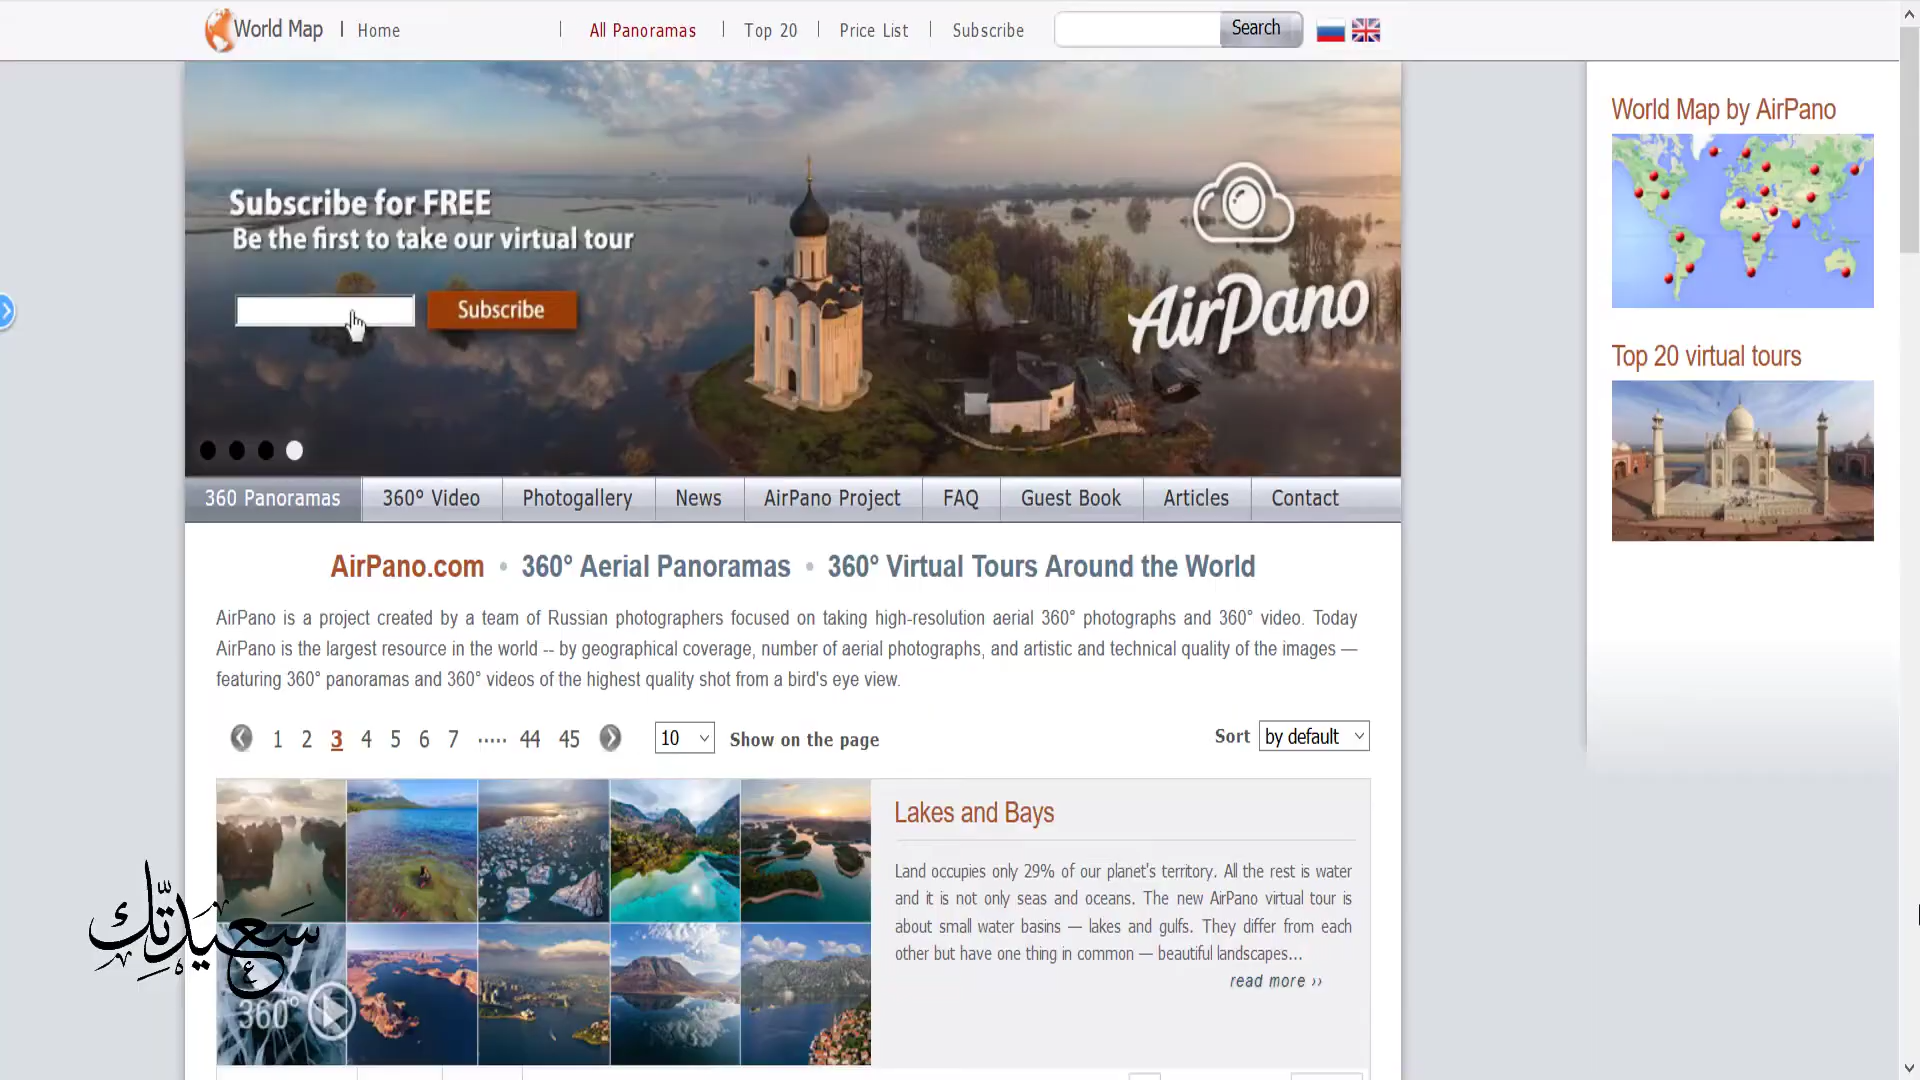 World Map
Home
All Panoramas
Top 20
Price List
Subscribe
Search
Subscribe for FREE
Be the first to take our virtual tour
Subscribe
AirPano
World Map by AirPano
Top 20 virtual tours
360 Panoramas
360° Video
Photogallery
News
AirPano Project
FAQ
Guest Book
Articles
Contact
AirPano.com • 360° Aerial Panoramas • 360° Virtual Tours Around the World
AirPano is a project created by a team of Russian photographers focused on taking high-resolution aerial 360° photographs and 360° video. Today
AirPano is the largest resource in the world -- by geographical coverage, number of aerial photographs, and artistic and technical quality of the images —
featuring 360° panoramas and 360° videos of the highest quality shot from a bird's eye view.
1 2 3 4 5 6 7 ····· 44 45
10
Show on the page
Sort
by default
Lakes and Bays
Land occupies only 29% of our planet's territory. All the rest is water
and it is not only seas and oceans. The new AirPano virtual tour is
about small water basins — lakes and gulfs. They differ from each
other but have one thing in common — beautiful landscapes...
read more ››
360°